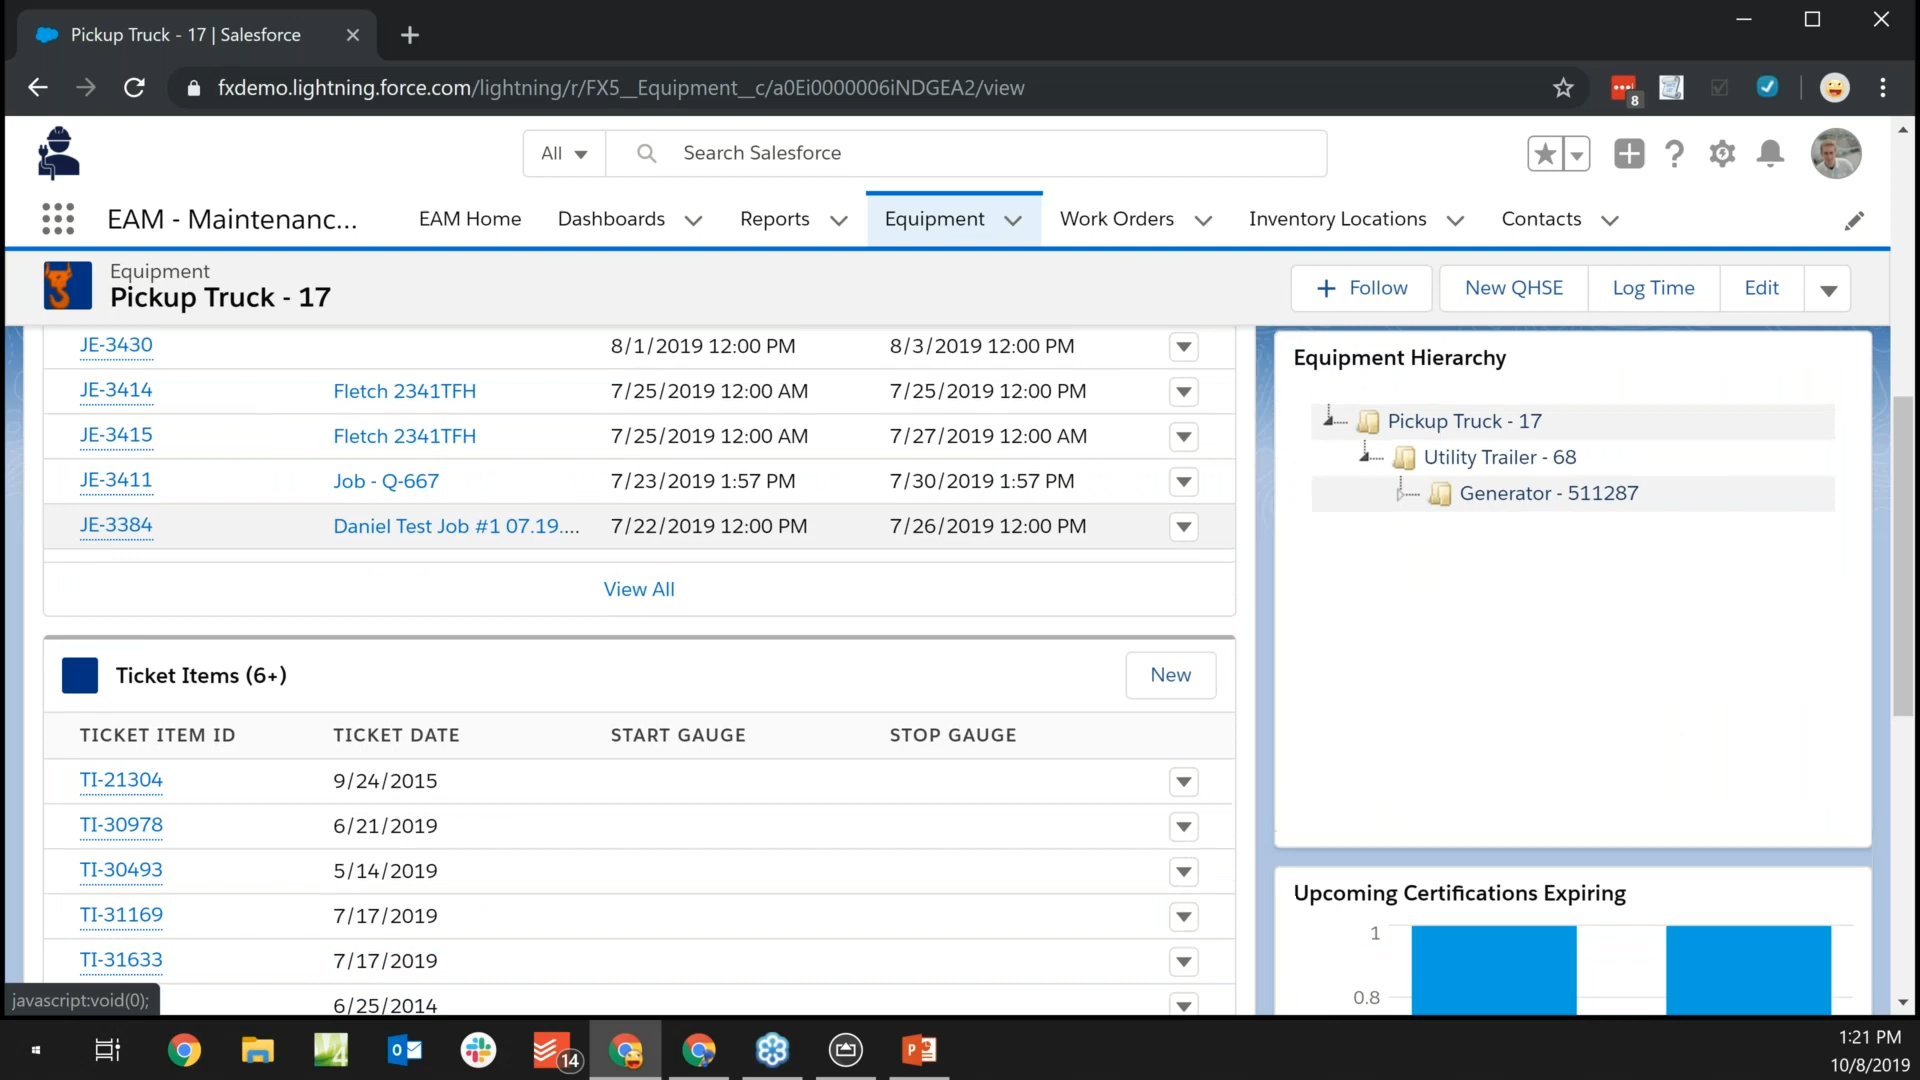 Pickup Truck - 17 | Salesforce
fxdemo.lightning.force.com/lightning/r/FX5__Equipment__c/a0Ei0000006iNDGEA2/view
8
All
Search Salesforce
EAM - Maintenanc...
EAM Home
Dashboards
Reports
Equipment
Work Orders
Inventory Locations
Contacts
Equipment
Pickup Truck - 17
Follow
New QHSE
Log Time
Edit
JE-3430 8/1/2019 12:00 PM 8/3/2019 12:00 PM
JE-3414 Fletch 2341TFH 7/25/2019 12:00 AM 7/25/2019 12:00 PM
JE-3415 Fletch 2341TFH 7/25/2019 12:00 AM 7/27/2019 12:00 AM
JE-3411 Job - Q-667 7/23/2019 1:57 PM 7/30/2019 1:57 PM
JE-3384 Daniel Test Job #1 07.19.... 7/22/2019 12:00 PM 7/26/2019 12:00 PM
View All
Ticket Items (6+)
New
TICKET ITEM ID TICKET DATE START GAUGE STOP GAUGE
TI-21304 9/24/2015
TI-30978 6/21/2019
TI-30493 5/14/2019
TI-31169 7/17/2019
TI-31633 7/17/2019
6/25/2014
javascript:void(0);
Equipment Hierarchy
Pickup Truck - 17
Utility Trailer - 68
Generator - 511287
Upcoming Certifications Expiring
1
0.8
4
14
1:21 PM
10/8/2019